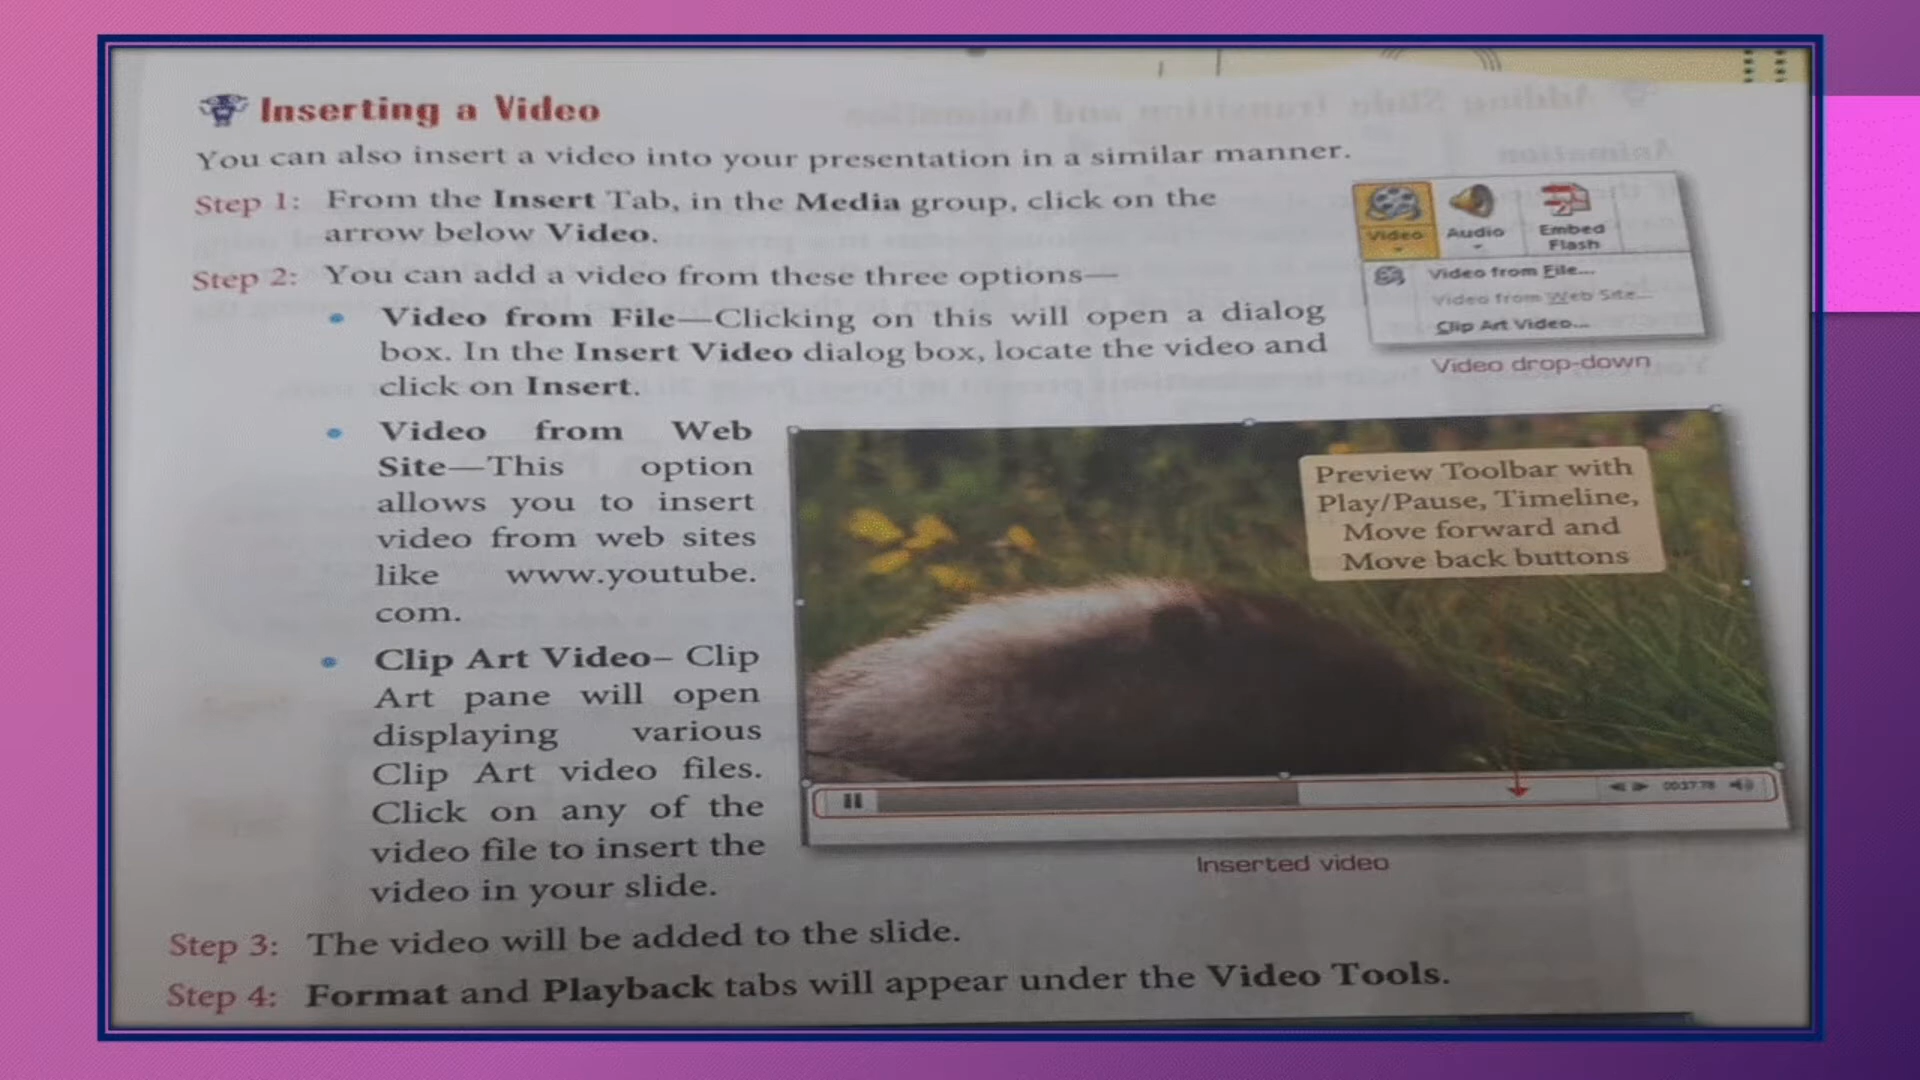 Inserting a Video
You can also insert a video into your presentation in a similar manner.
Step 1: From the Insert Tab, in the Media group, click on the
arrow below Video.
Step 2: You can add a video from these three options—
• Video from File—Clicking on this will open a dialog
box. In the Insert Video dialog box, locate the video and
click on Insert.
Video Audio Embed
Flash
Video from File...
Video from Web Site...
Clip Art Video...
Video drop-down
• Video from Web
Site—This option
allows you to insert
video from web sites
like www.youtube.
com.
• Clip Art Video– Clip
Art pane will open
displaying various
Clip Art video files.
Click on any of the
video file to insert the
video in your slide.
Preview Toolbar with
Play/Pause, Timeline,
Move forward and
Move back buttons
Inserted video
Step 3: The video will be added to the slide.
Step 4: Format and Playback tabs will appear under the Video Tools.